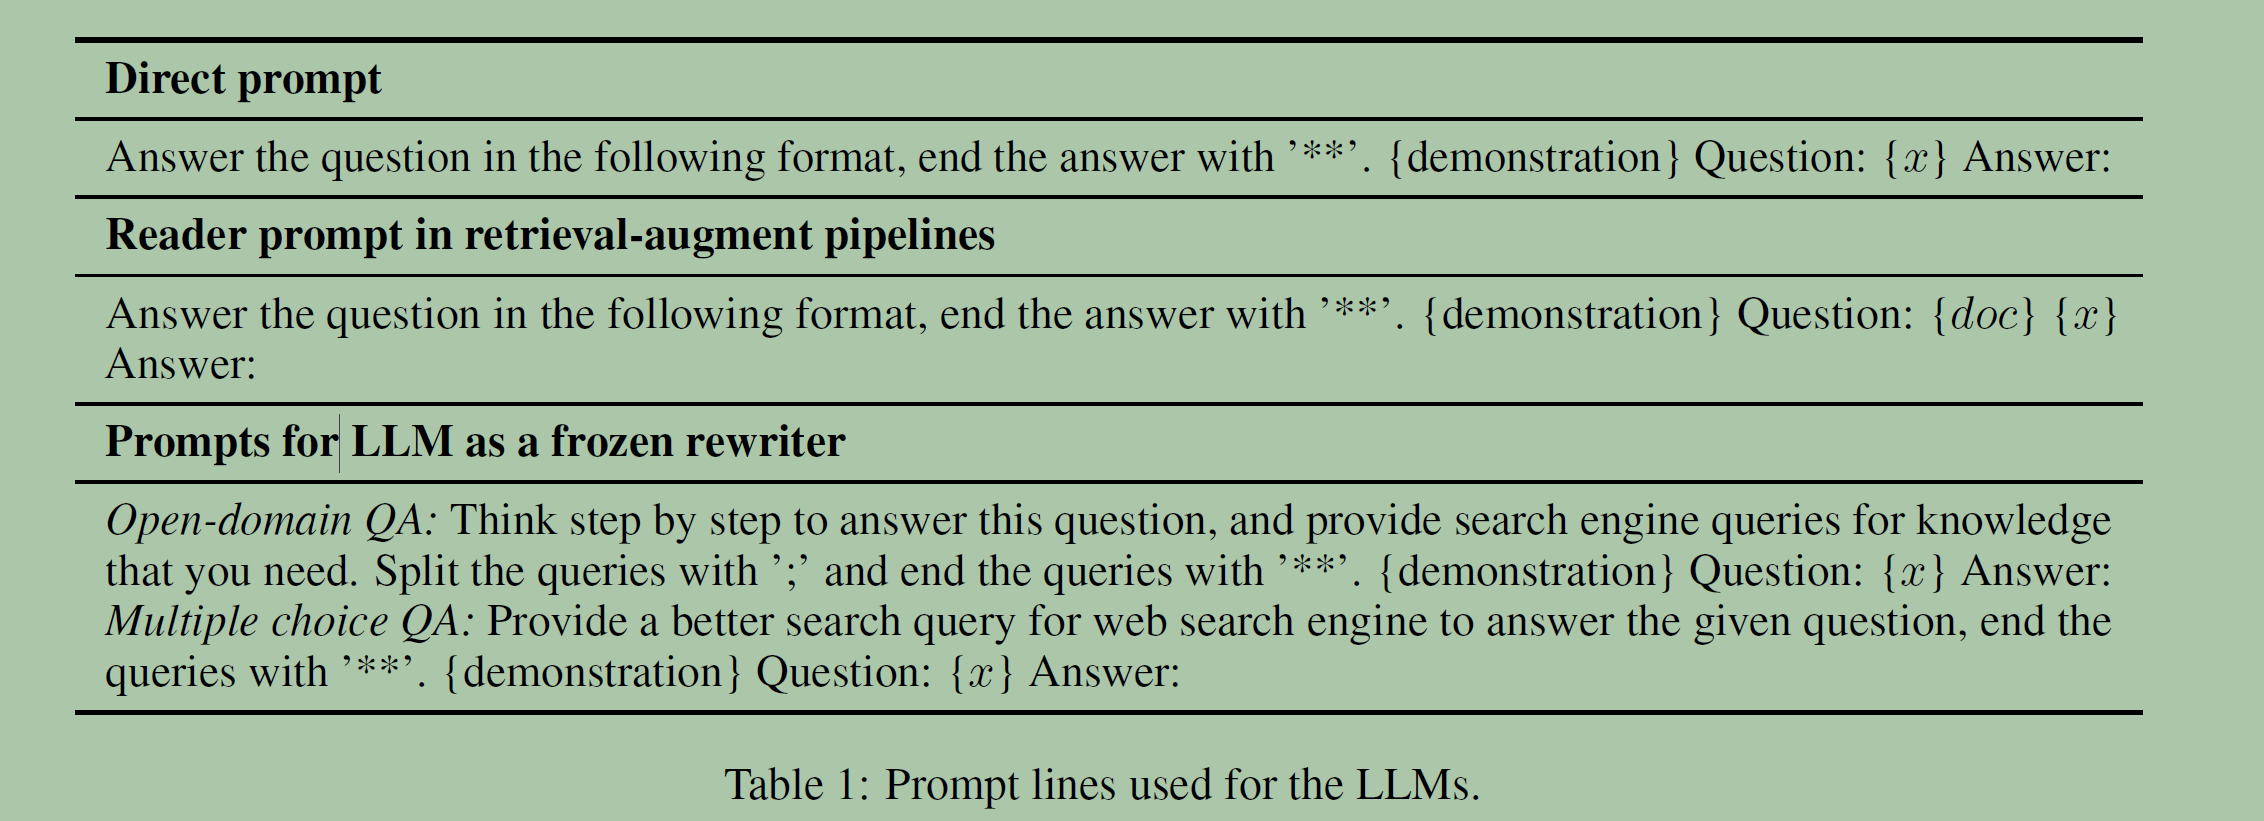 Direct prompt
Answer the question in the following format, end the answer with ’**’. {demonstration} Question: {x} Answer:
Reader prompt in retrieval-augment pipelines
Answer the question in the following format, end the answer with ’**’. {demonstration} Question: {doc} {x}
Answer:
Prompts for LLM as a frozen rewriter
Open-domain QA: Think step by step to answer this question, and provide search engine queries for knowledge
that you need. Split the queries with ’;’ and end the queries with ’**’. {demonstration} Question: {x} Answer:
Multiple choice QA: Provide a better search query for web search engine to answer the given question, end the
queries with ’**’. {demonstration} Question: {x} Answer:
Table 1: Prompt lines used for the LLMs.